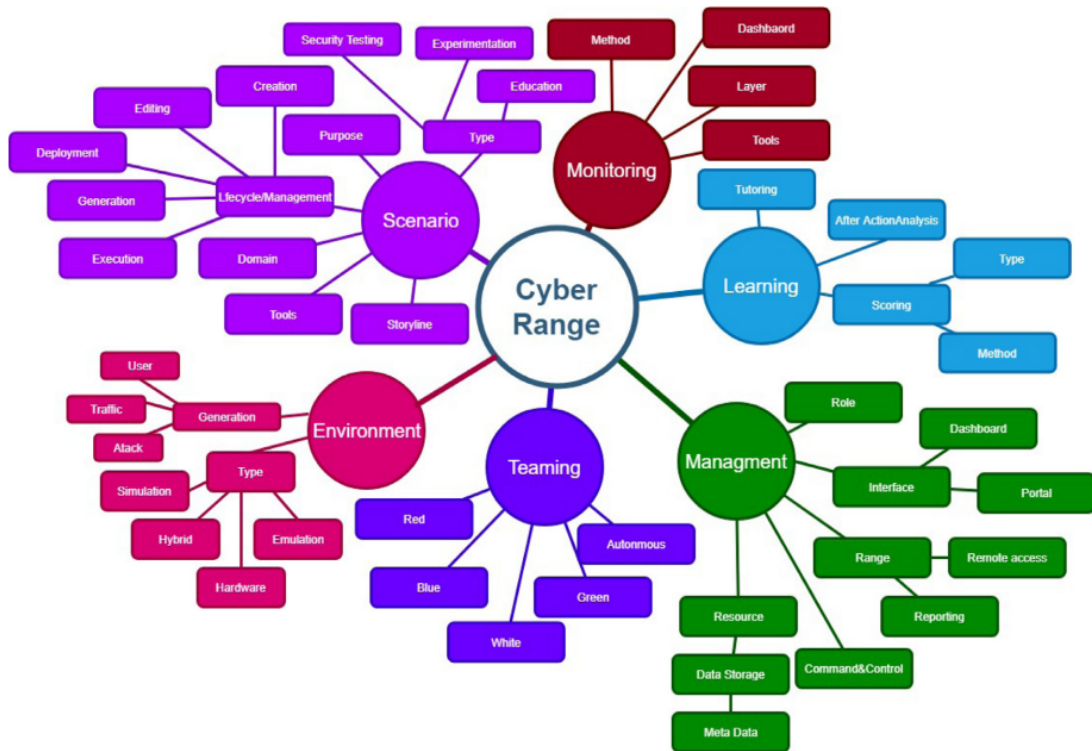 Security Testing
Experimentation
Creation
Education
Editing
Purpose
Type
Deployment
Generation
Lfecycle/Management
Scenario
Execution
Domain
Tools
Storyline
Method
Dashbaord
Layer
Tools
Monitoring
Tutoring
After ActionAnalysis
Type
Learning
Scoring
Method
Cyber
Range
User
Traffic
Generation
Atack
Environment
Type
Simulation
Hybrid
Emulation
Hardware
Teaming
Red
Autonmous
Blue
Green
White
Role
Dashboard
Managment
Interface
Portal
Range
Remote access
Resource
Reporting
Data Storage
Command&Control
Meta Data